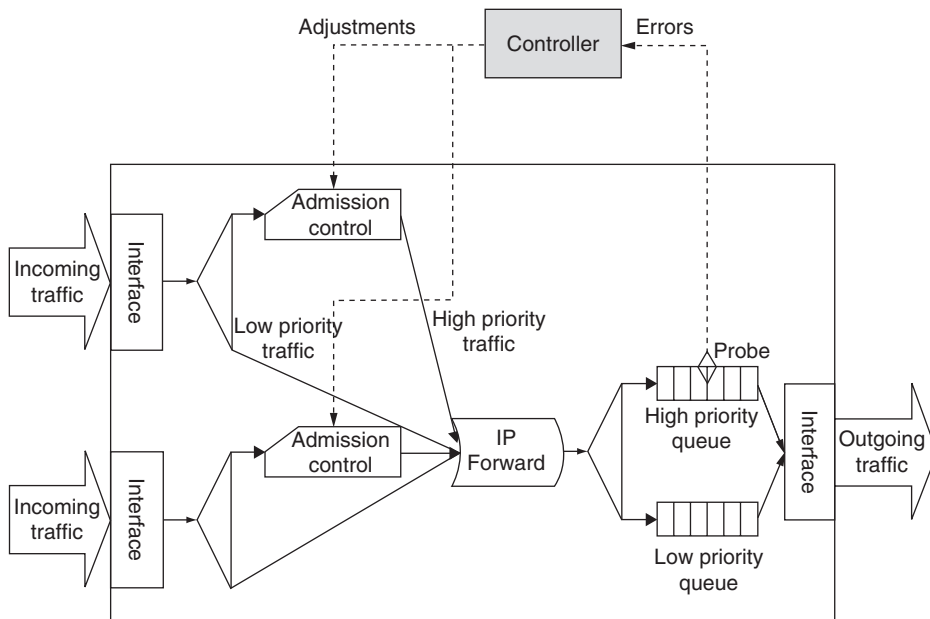 Adjustments
Controller
Errors
Admission
control
Incoming
traffic
Interface
Low priority
traffic
High priority
traffic
Probe
High priority
queue
Interface
Outgoing
traffic
Admission
control
IP
Forward
Incoming
traffic
Interface
Low priority
queue